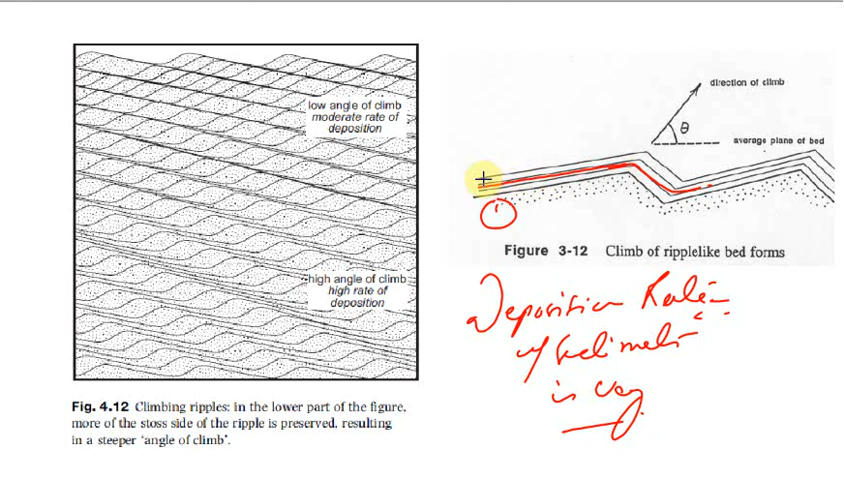 low angle of climb
moderate rate of
deposition
high angle of climb
high rate of
deposition
Fig. 4.12 Climbing ripples: in the lower part of the figure,
more of the stoss side of the ripple is preserved, resulting
in a steeper 'angle of climb'.
direction of climb
θ
average plane of bed
1
Figure 3-12 Climb of ripplelike bed forms
Deposition Rate
of sediment
is very